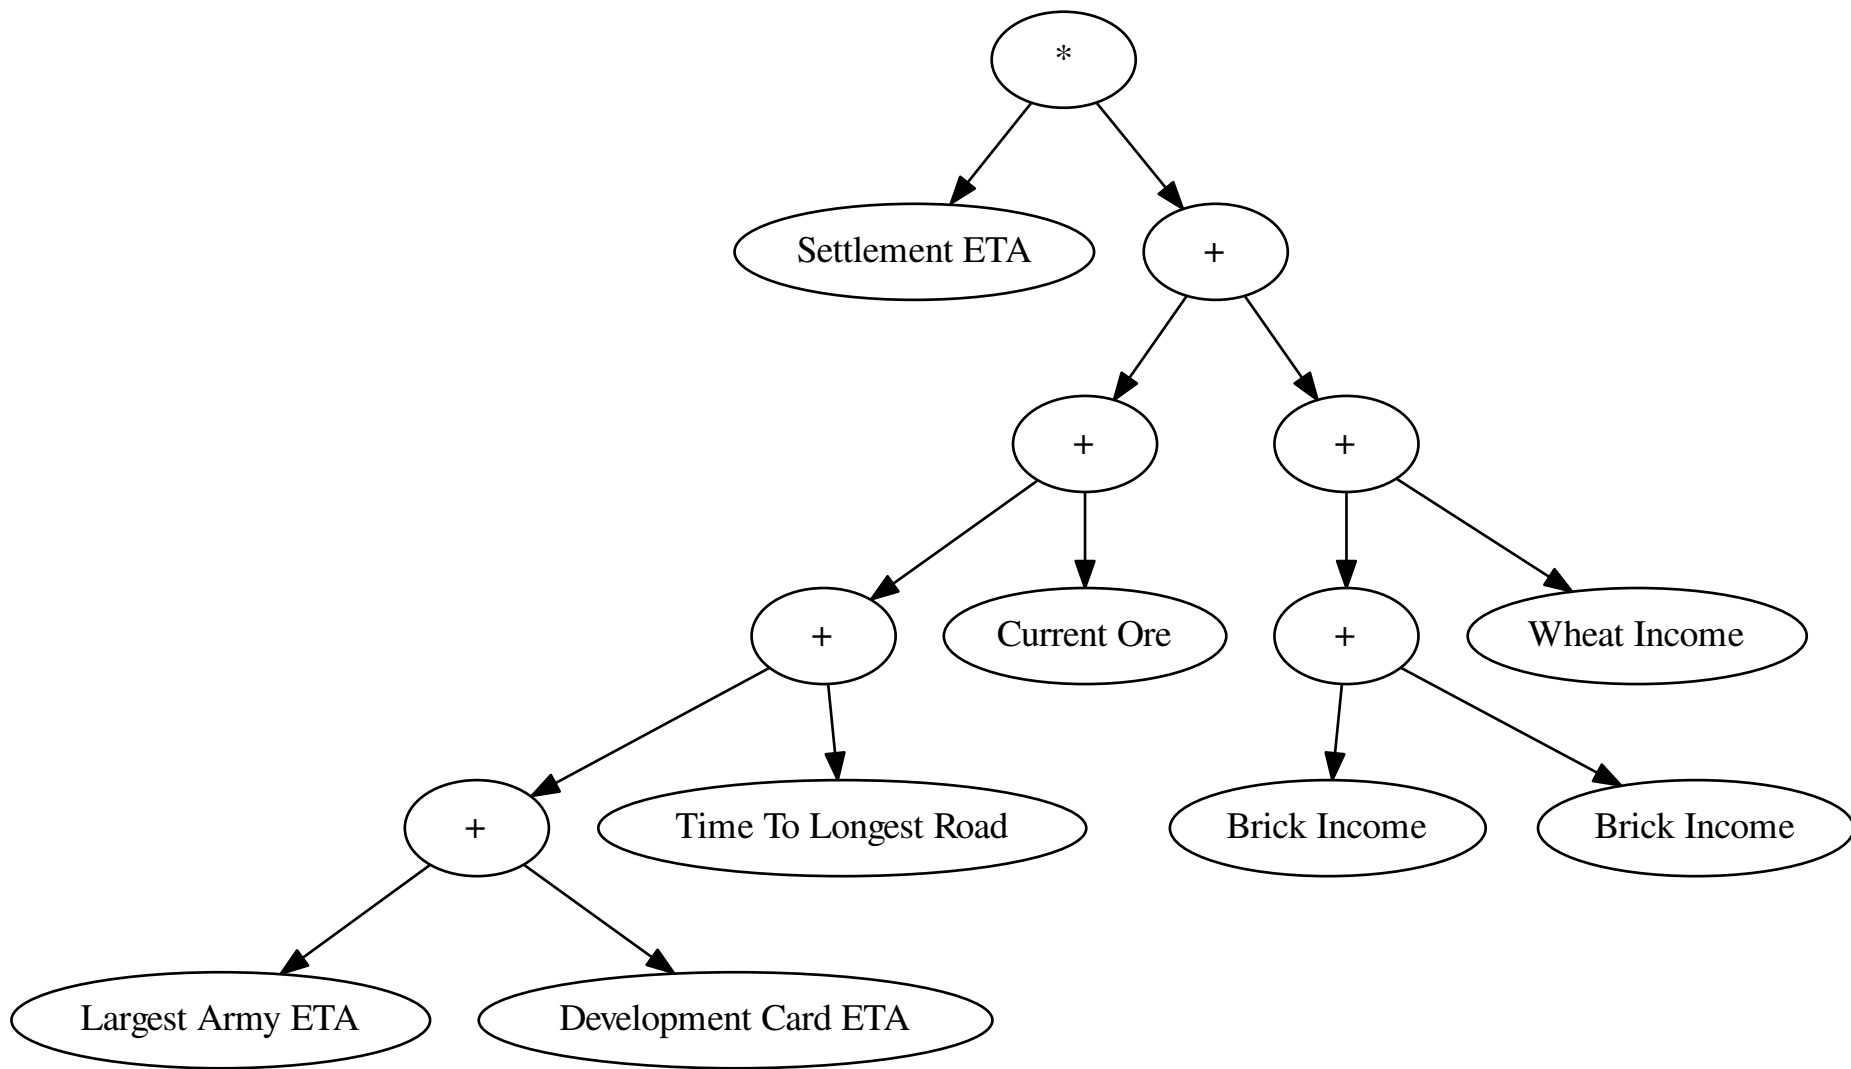 *
Settlement ETA
+
+
+
+
Current Ore
+
Wheat Income
+
Time To Longest Road
Brick Income
Brick Income
Largest Army ETA
Development Card ETA